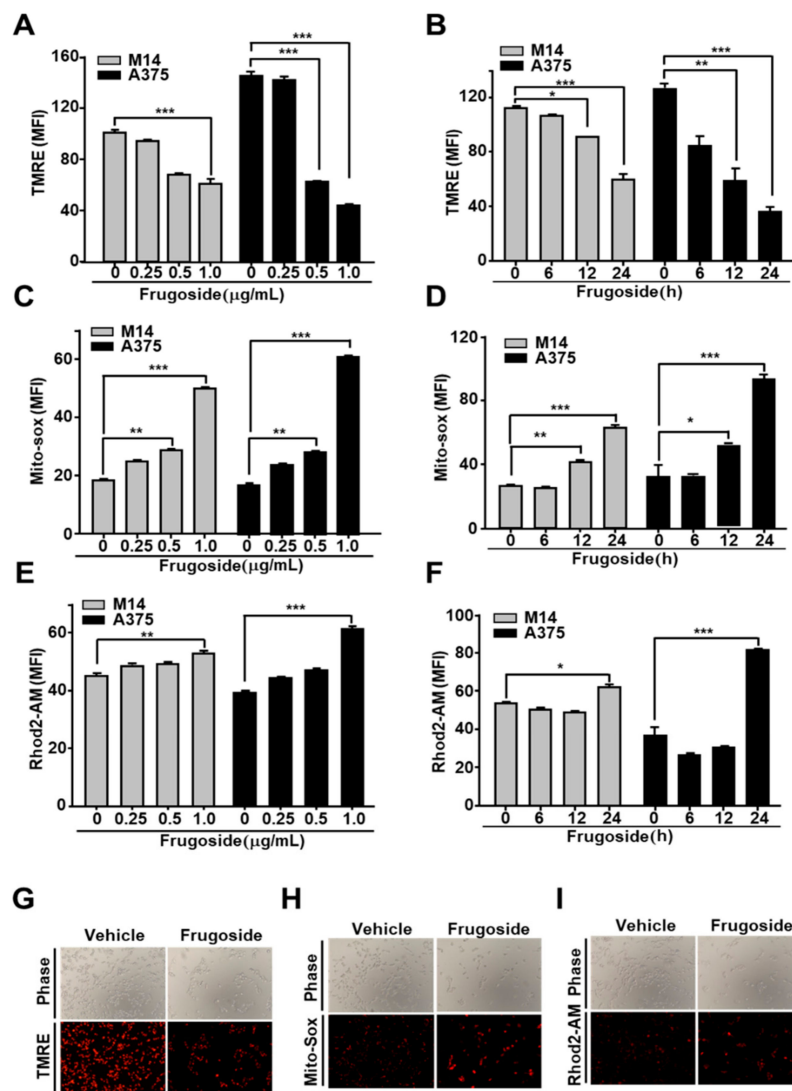 A
M14
A375
***
***
***
TMRE (MFI)
160
120
80
40
0
0 0.25 0.5 1.0 0 0.25 0.5 1.0
Frugoside(μg/mL)
B
M14
A375
***
*
***
**
TMRE (MFI)
160
120
80
40
0
0 6 12 24 0 6 12 24
Frugoside(h)
C
M14
A375
***
**
***
**
Mito-sox (MFI)
60
40
20
0
0 0.25 0.5 1.0 0 0.25 0.5 1.0
Frugoside(μg/mL)
D
M14
A375
***
**
***
*
Mito-sox (MFI)
120
80
40
0
0 6 12 24 0 6 12 24
Frugoside(h)
E
M14
A375
**
***
Rhod2-AM (MFI)
60
40
20
0
0 0.25 0.5 1.0 0 0.25 0.5 1.0
Frugoside(μg/mL)
F
M14
A375
*
***
Rhod2-AM (MFI)
100
80
60
40
20
0
0 6 12 24 0 6 12 24
Frugoside(h)
G
Vehicle Frugoside
Phase
TMRE
H
Vehicle Frugoside
Phase
Mito-Sox
I
Vehicle Frugoside
Phase
Rhod2-AM